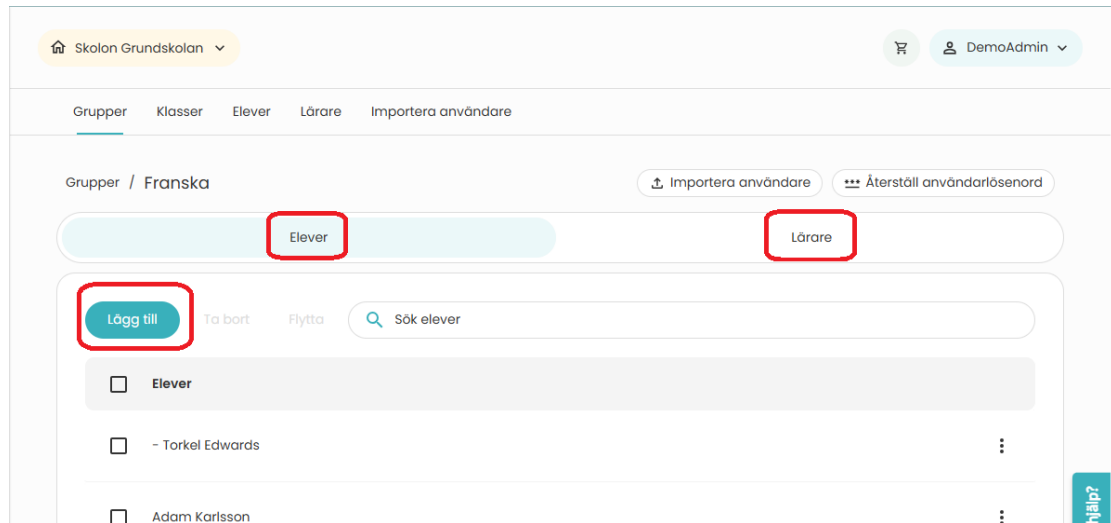 Skolon Grundskolan
DemoAdmin
Grupper Klasser Elever Lärare Importera användare
Grupper / Franska
Importera användare
Återställ användarlösenord
Elever
Lärare
Lägg till
Ta bort
Flytta
Sök elever
Elever
- Torkel Edwards
Adam Karlsson
hjälp?